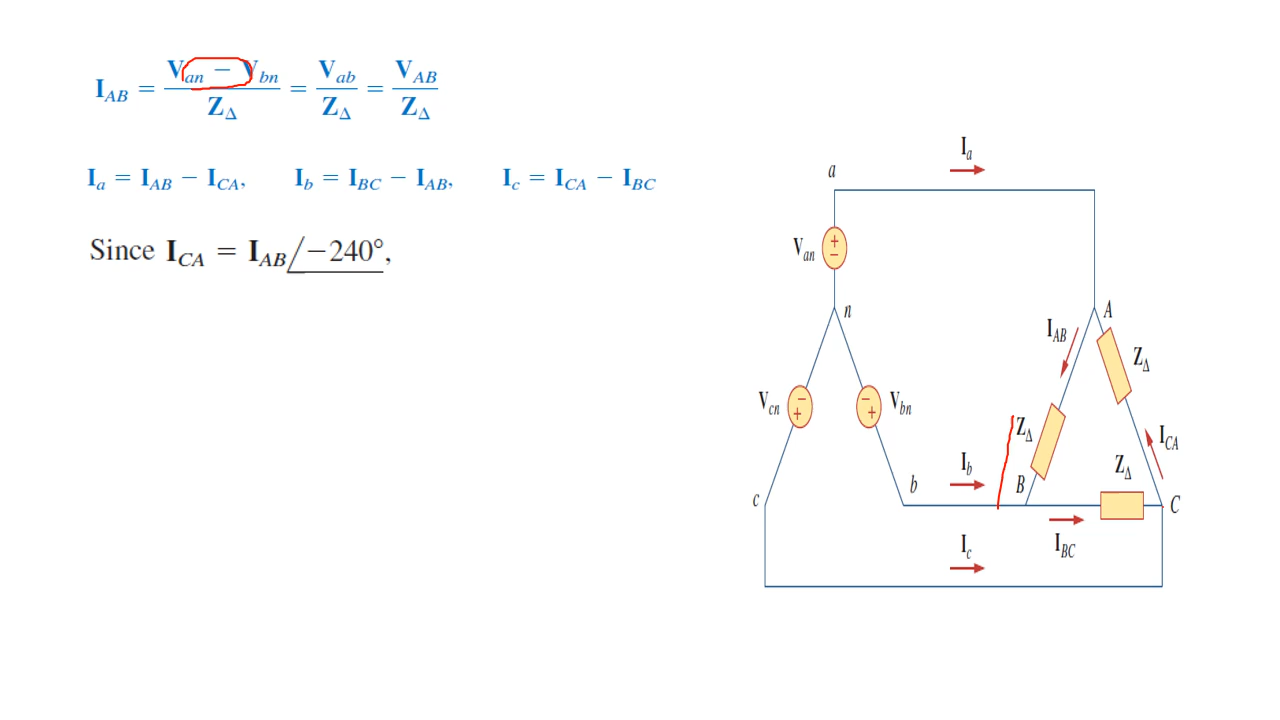 I_AB = (V_an − V_bn)/Z_Δ = V_ab/Z_Δ = V_AB/Z_Δ
I_a = I_AB − I_CA, I_b = I_BC − I_AB, I_c = I_CA − I_BC
Since I_CA = I_AB∠−240°,
I_a
a
+
−
V_an
n
A
I_AB
Z_Δ
V_cn
−
+
−
+
V_bn
Z_Δ
I_CA
I_b
Z_Δ
c
b
B
C
I_c
I_BC